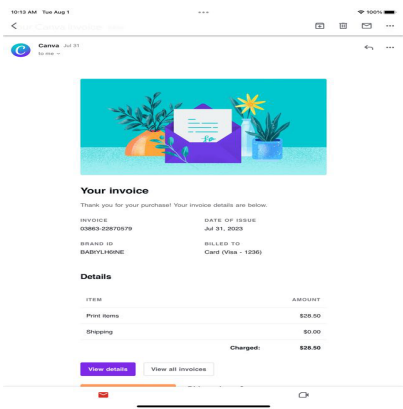 10:13 AM Tue Aug 1
100%
Canva Jul 31
to me
Your invoice
Thank you for your purchase! Your invoice details are below.
INVOICE
03863-22870579
DATE OF ISSUE
Jul 31, 2023
BRAND ID
BABtYLH6tNE
BILLED TO
Card (Visa - 1236)
Details
ITEM AMOUNT
Print items $28.50
Shipping $0.00
Charged: $28.50
View details View all invoices